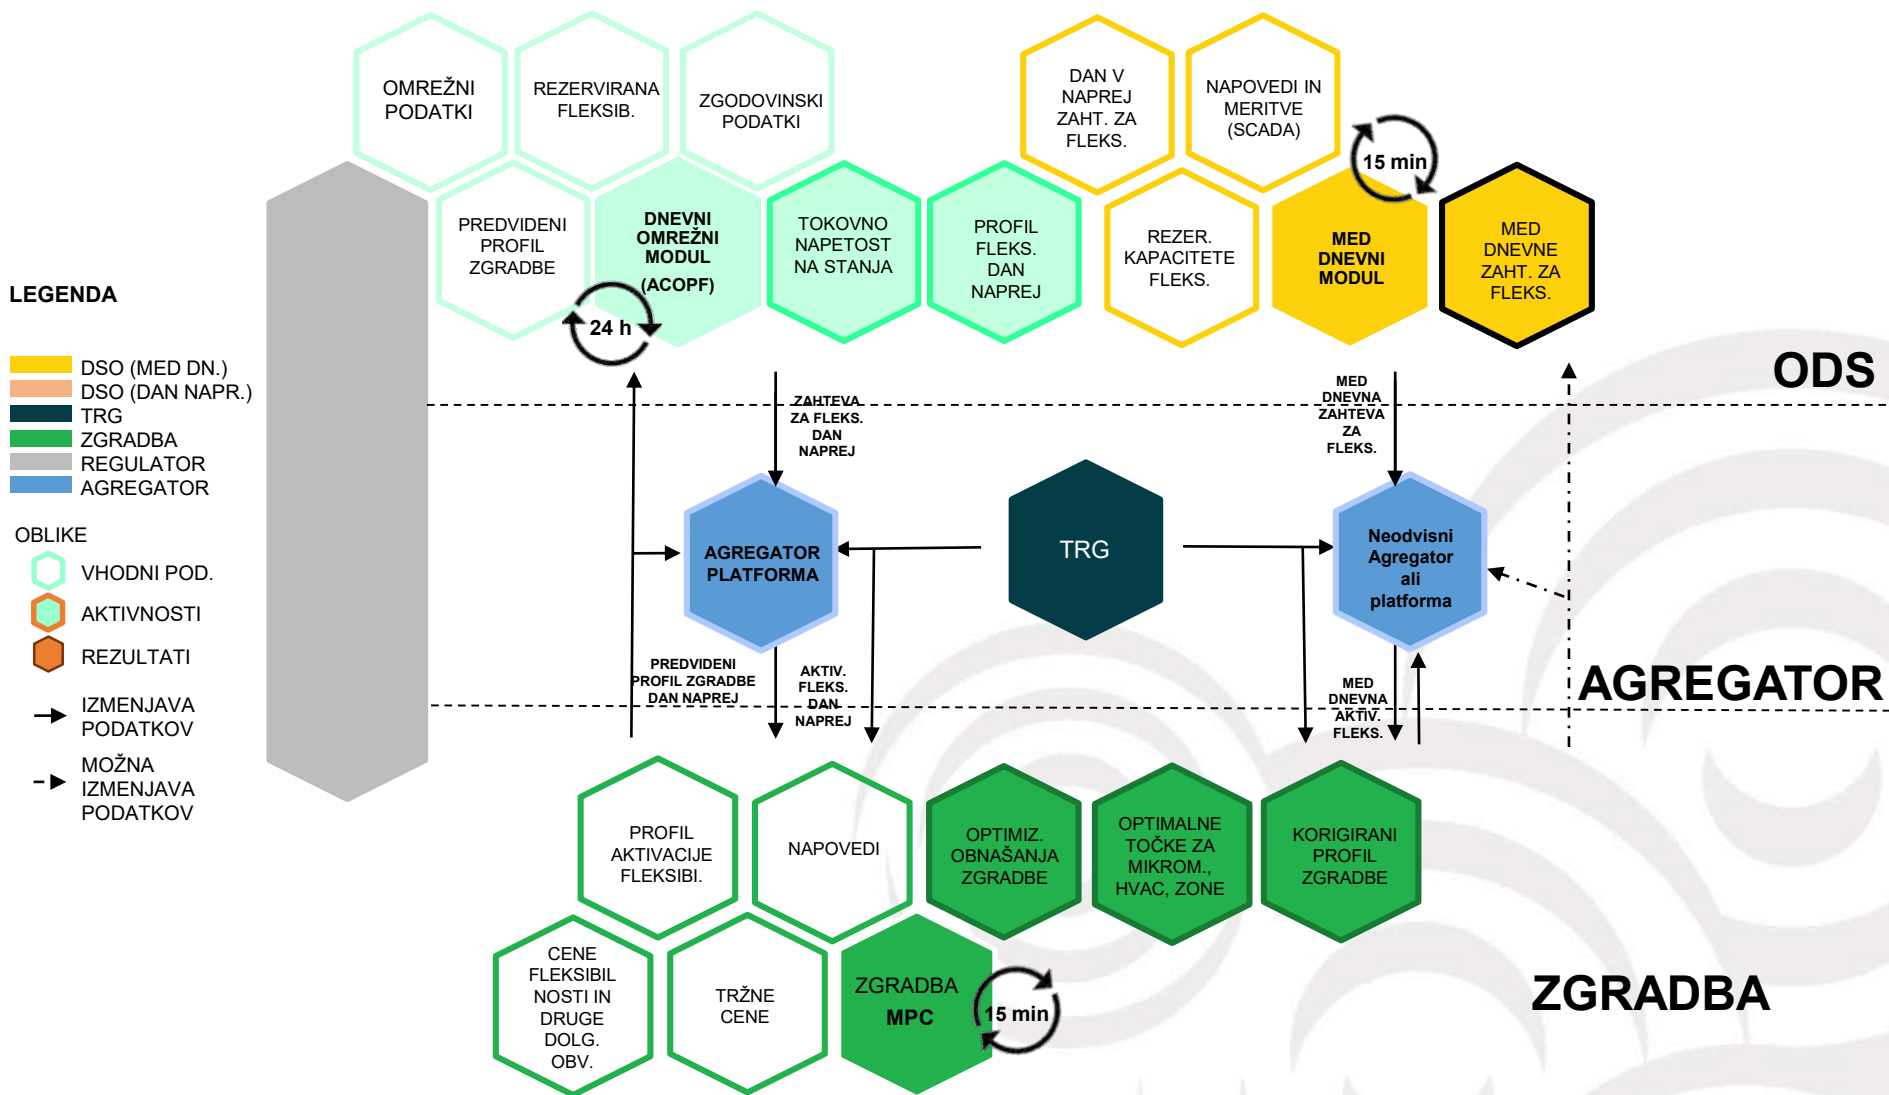 OMREŽNI
PODATKI
REZERVIRANA
FLEKSIB.
ZGODOVINSKI
PODATKI
DAN V
NAPREJ
ZAHT. ZA
FLEKS.
NAPOVEDI IN
MERITVE
(SCADA)
15 min
PREDVIDENI
PROFIL
ZGRADBE
DNEVNI
OMREŽNI
MODUL
(ACOPF)
24 h
TOKOVNO
NAPETOST
NA STANJA
PROFIL
FLEKS.
DAN
NAPREJ
REZER.
KAPACITETE
FLEKS.
MED
DNEVNI
MODUL
MED
DNEVNE
ZAHT. ZA
FLEKS.
LEGENDA
DSO (MED DN.)
DSO (DAN NAPR.)
TRG
ZGRADBA
REGULATOR
AGREGATOR
OBLIKE
VHODNI POD.
AKTIVNOSTI
REZULTATI
IZMENJAVA
PODATKOV
MOŽNA
IZMENJAVA
PODATKOV
ODS
ZAHTEVA
ZA FLEKS.
DAN
NAPREJ
MED
DNEVNA
ZAHTEVA
ZA
FLEKS.
AGREGATOR
PLATFORMA
TRG
Neodvisni
Agregator
ali
platforma
AGREGATOR
PREDVIDENI
PROFIL ZGRADBE
DAN NAPREJ
AKTIV.
FLEKS.
DAN
NAPREJ
MED
DNEVNA
AKTIV.
FLEKS.
PROFIL
AKTIVACIJE
FLEKSIBI.
NAPOVEDI
OPTIMIZ.
OBNAŠANJA
ZGRADBE
OPTIMALNE
TOČKE ZA
MIKROM.,
HVAC, ZONE
KORIGIRANI
PROFIL
ZGRADBE
CENE
FLEKSIBIL
NOSTI IN
DRUGE
DOLG.
OBV.
TRŽNE
CENE
ZGRADBA
MPC
15 min
ZGRADBA